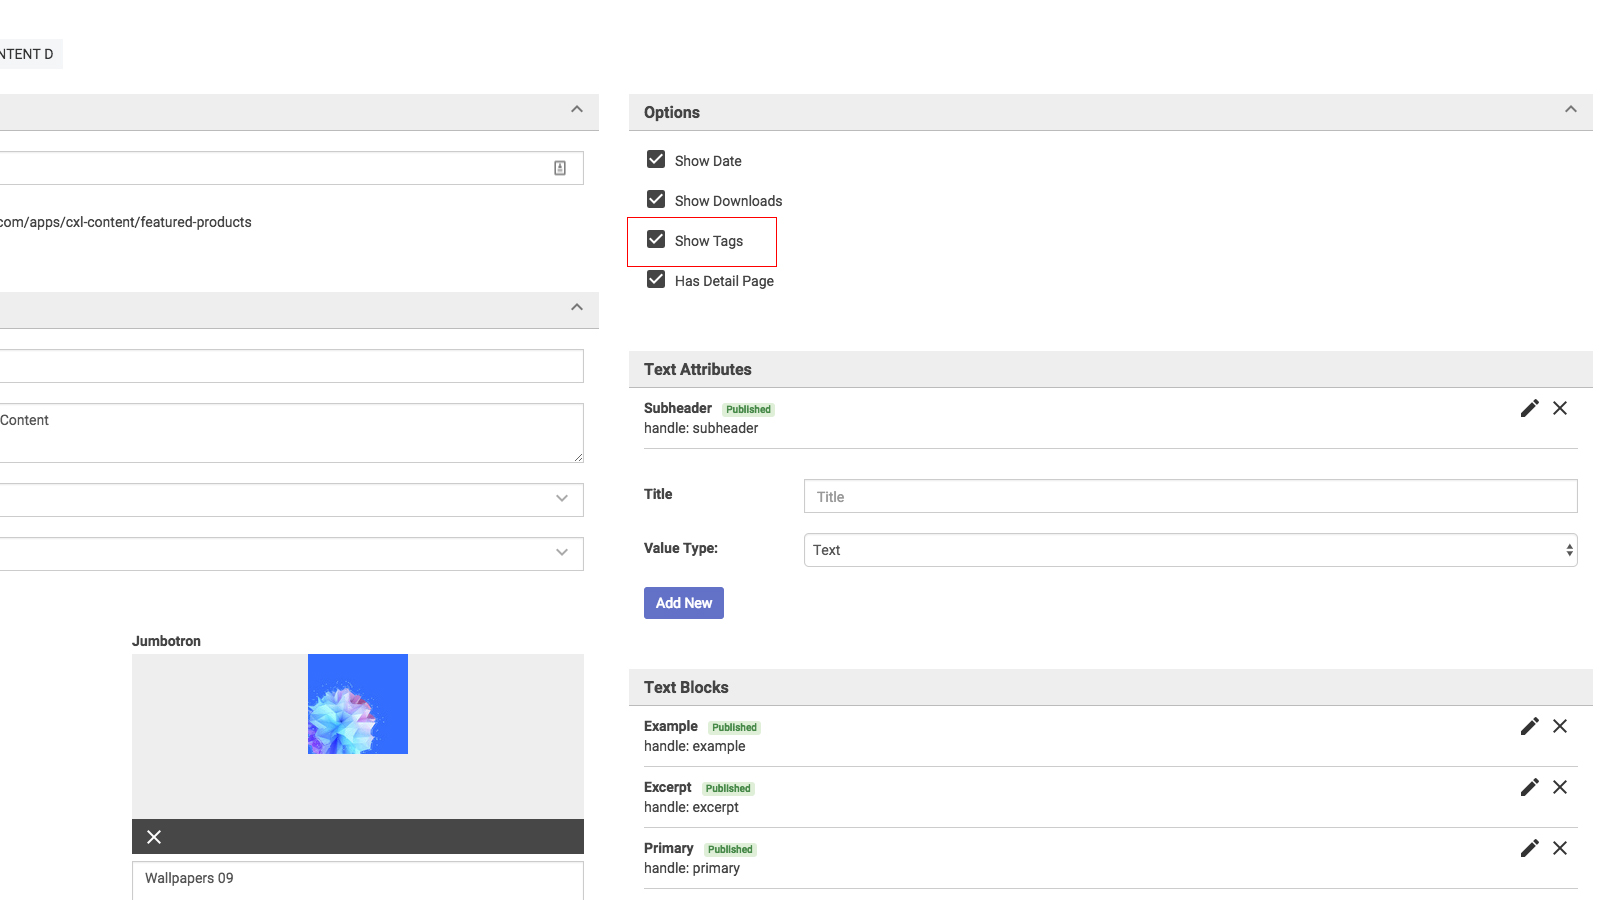 NTENT D
com/apps/cxl-content/featured-products
Content
Jumbotron
Wallpapers 09
Options
Show Date
Show Downloads
Show Tags
Has Detail Page
Text Attributes
Subheader Published
handle: subheader
Title Title
Value Type: Text
Add New
Text Blocks
Example Published
handle: example
Excerpt Published
handle: excerpt
Primary Published
handle: primary